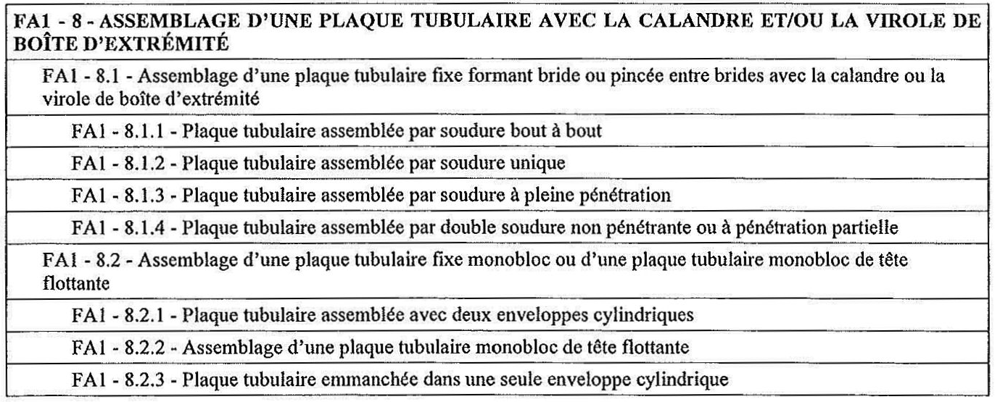 FA1 - 8 - ASSEMBLAGE D'UNE PLAQUE TUBULAIRE AVEC LA CALANDRE ET/OU LA VIROLE DE
BOÎTE D'EXTRÉMITÉ
FA1 - 8.1 - Assemblage d'une plaque tubulaire fixe formant bride ou pincée entre brides avec la calandre ou la
virole de boîte d'extrémité
FA1 - 8.1.1 - Plaque tubulaire assemblée par soudure bout à bout
FA1 - 8.1.2 - Plaque tubulaire assemblée par soudure unique
FA1 - 8.1.3 - Plaque tubulaire assemblée par soudure à pleine pénétration
FA1 - 8.1.4 - Plaque tubulaire assemblée par double soudure non pénétrante ou à pénétration partielle
FA1 - 8.2 - Assemblage d'une plaque tubulaire fixe monobloc ou d'une plaque tubulaire monobloc de tête
flottante
FA1 - 8.2.1 - Plaque tubulaire assemblée avec deux enveloppes cylindriques
FA1 - 8.2.2 - Assemblage d'une plaque tubulaire monobloc de tête flottante
FA1 - 8.2.3 - Plaque tubulaire emmanchée dans une seule enveloppe cylindrique